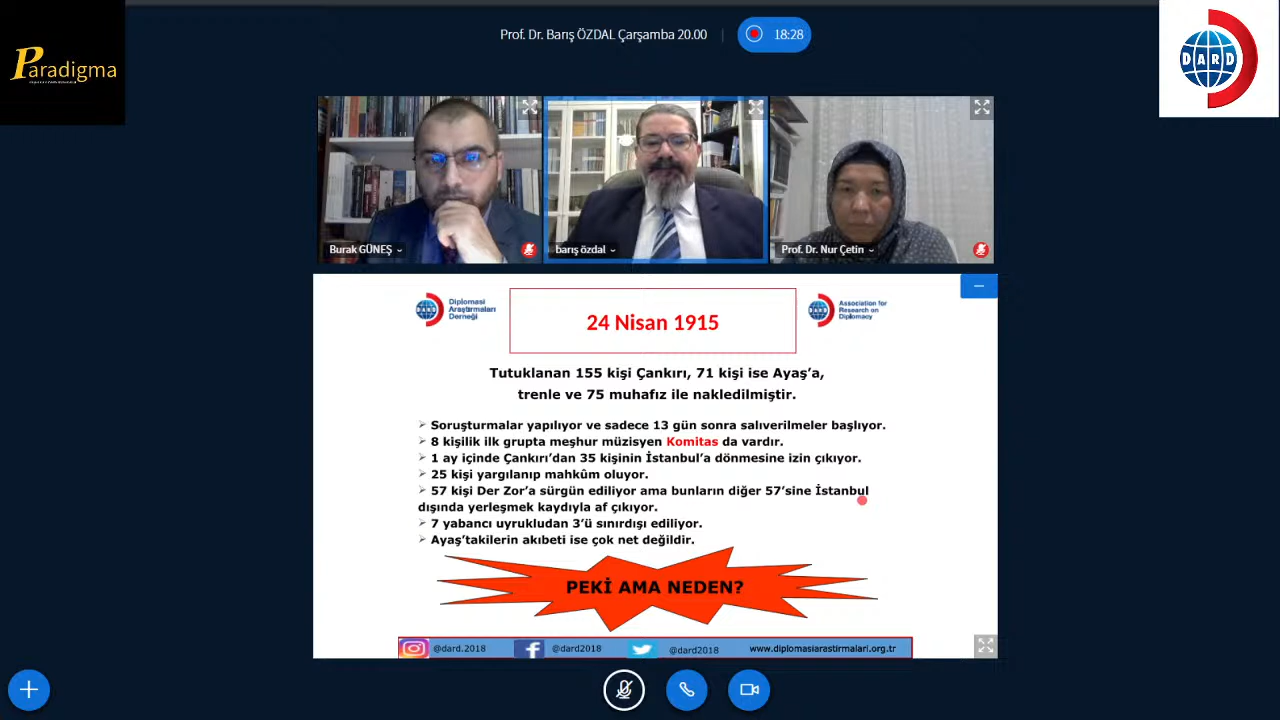 Prof. Dr. Barış ÖZDAL Çarşamba 20.00
18:28
Paradigma
DARD
Burak GÜNEŞ
barış özdal
Prof. Dr. Nur Çetin
DARD
Diplomasi
Araştırmaları
Derneği
24 Nisan 1915
DARD
Association for
Research on
Diplomacy
Tutuklanan 155 kişi Çankırı, 71 kişi ise Ayaş’a,
trenle ve 75 muhafız ile nakledilmiştir.
Soruşturmalar yapılıyor ve sadece 13 gün sonra salıverilmeler başlıyor.
8 kişilik ilk grupta meşhur müzisyen Komitas da vardır.
1 ay içinde Çankırı’dan 35 kişinin İstanbul’a dönmesine izin çıkıyor.
25 kişi yargılanıp mahkûm oluyor.
57 kişi Der Zor’a sürgün ediliyor ama bunların diğer 57’sine İstanbul
dışında yerleşmek kaydıyla af çıkıyor.
7 yabancı uyrukludan 3’ü sınırdışı ediliyor.
Ayaş’takilerin akıbeti ise çok net değildir.
PEKİ AMA NEDEN?
@dard.2018
@dard2018
@dard2018
www.diplomasiarastirmalari.org.tr